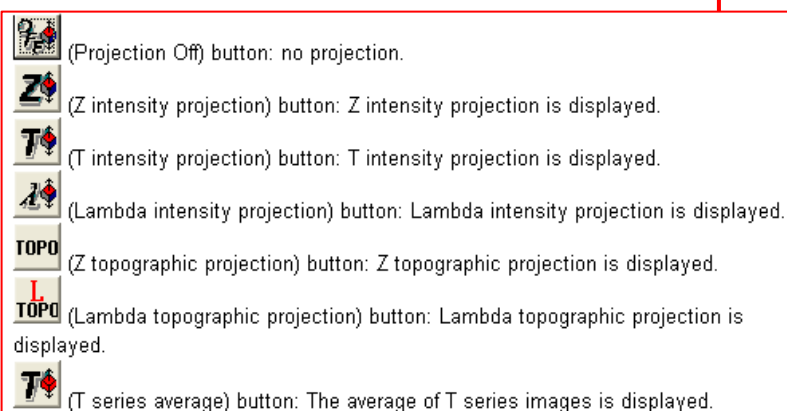 (Projection Off) button: no projection.
Z (Z intensity projection) button: Z intensity projection is displayed.
T (T intensity projection) button: T intensity projection is displayed.
λ (Lambda intensity projection) button: Lambda intensity projection is displayed.
TOPO (Z topographic projection) button: Z topographic projection is displayed.
L
TOPO (Lambda topographic projection) button: Lambda topographic projection is
displayed.
T (T series average) button: The average of T series images is displayed.